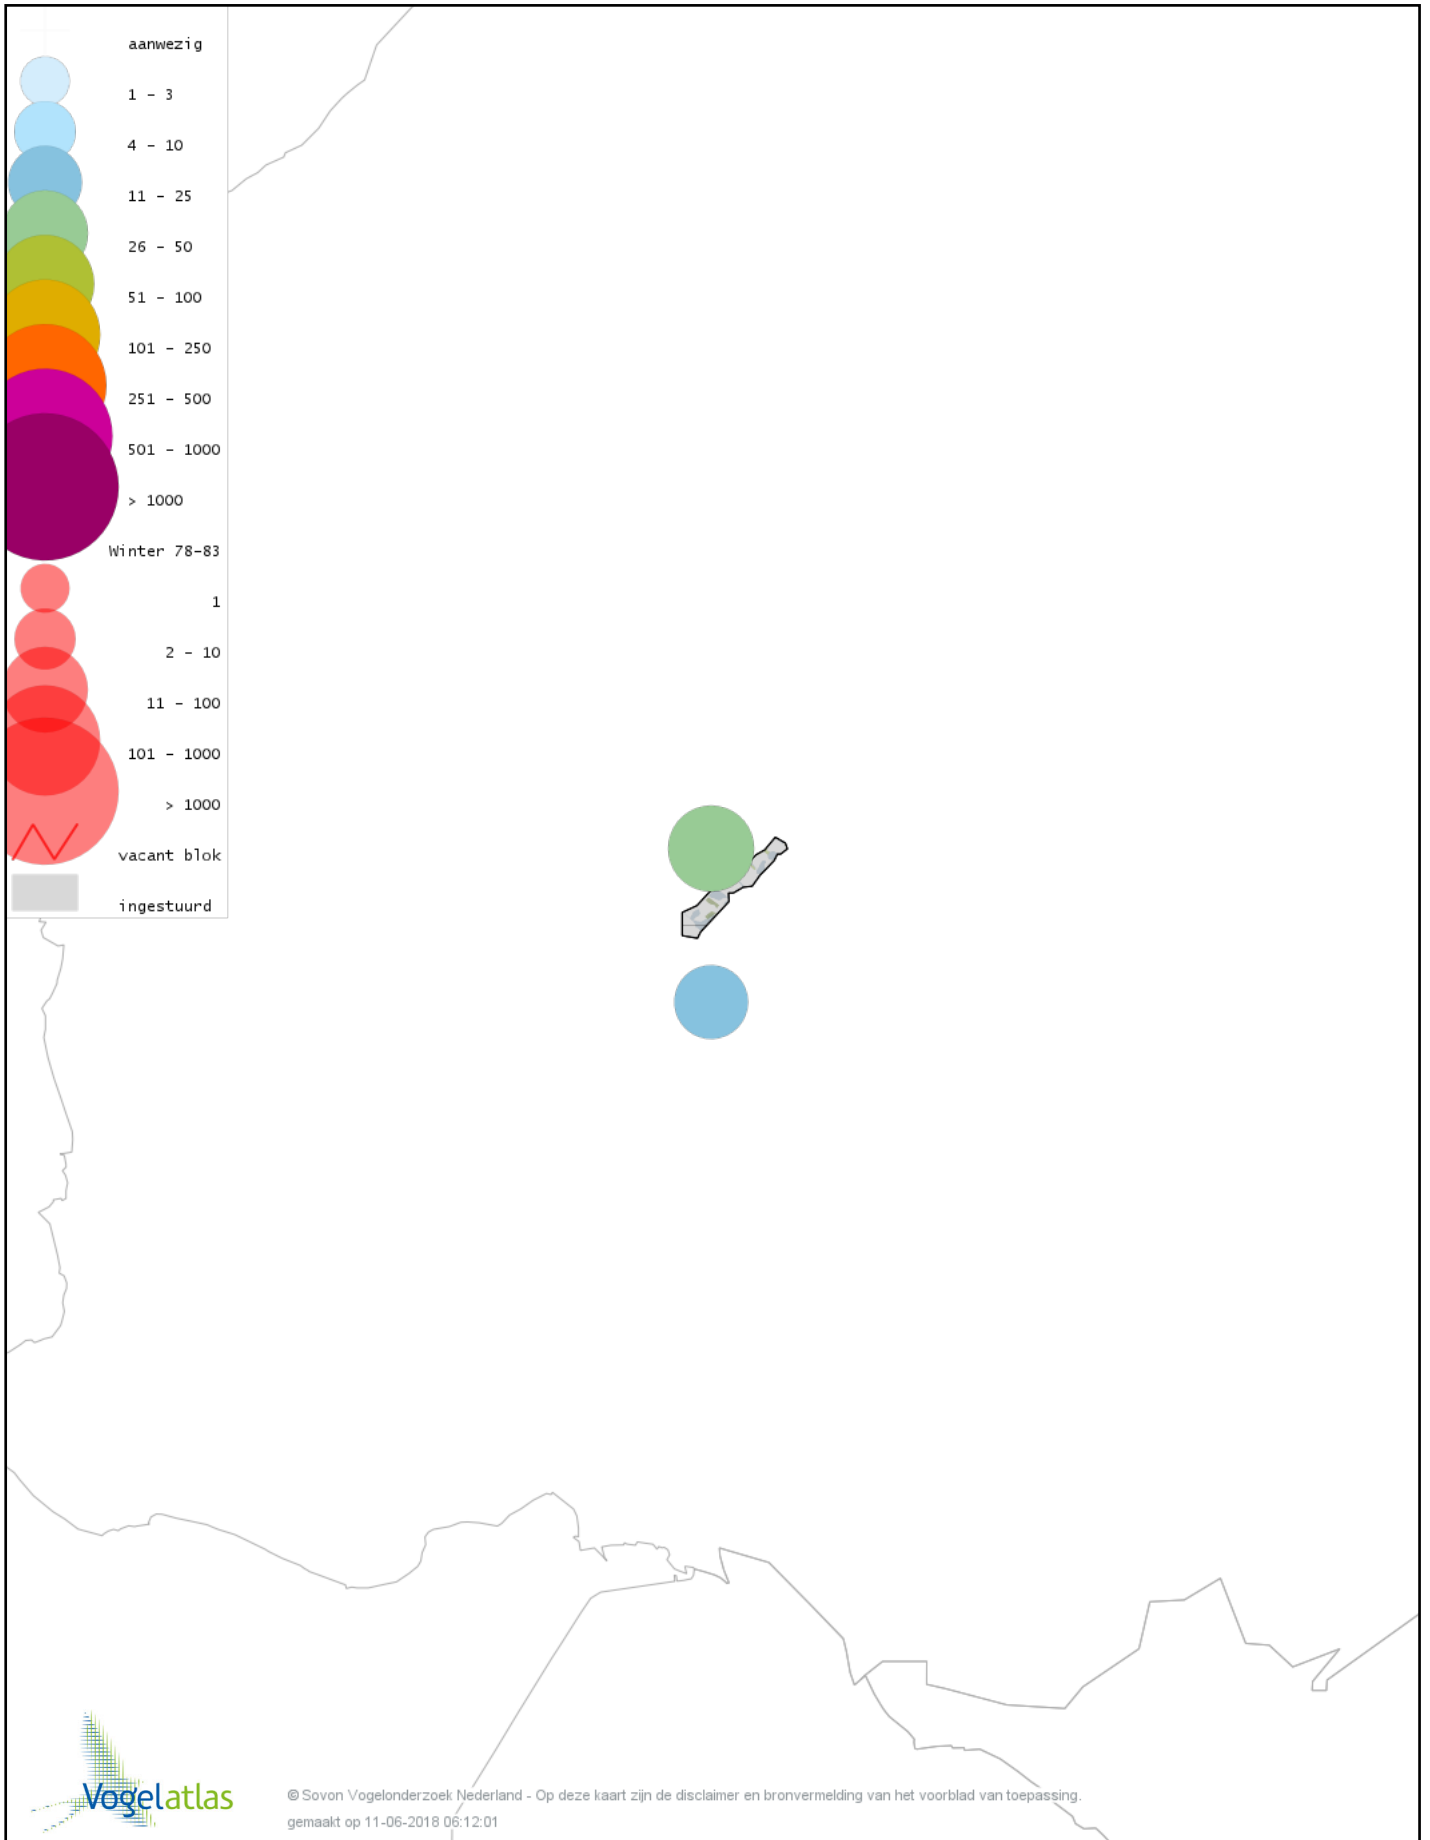 aanwezig
1 - 3
4 - 10
11 - 25
26 - 50
51 - 100
101 - 250
251 - 500
501 - 1000
> 1000
Winter 78-83
1
2 - 10
11 - 100
101 - 1000
> 1000
vacant blok
ingestuurd
Vogelatlas
© Sovon Vogelonderzoek Nederland - Op deze kaart zijn de disclaimer en bronvermelding van het voorblad van toepassing.
gemaakt op 11-06-2018 06:12:01